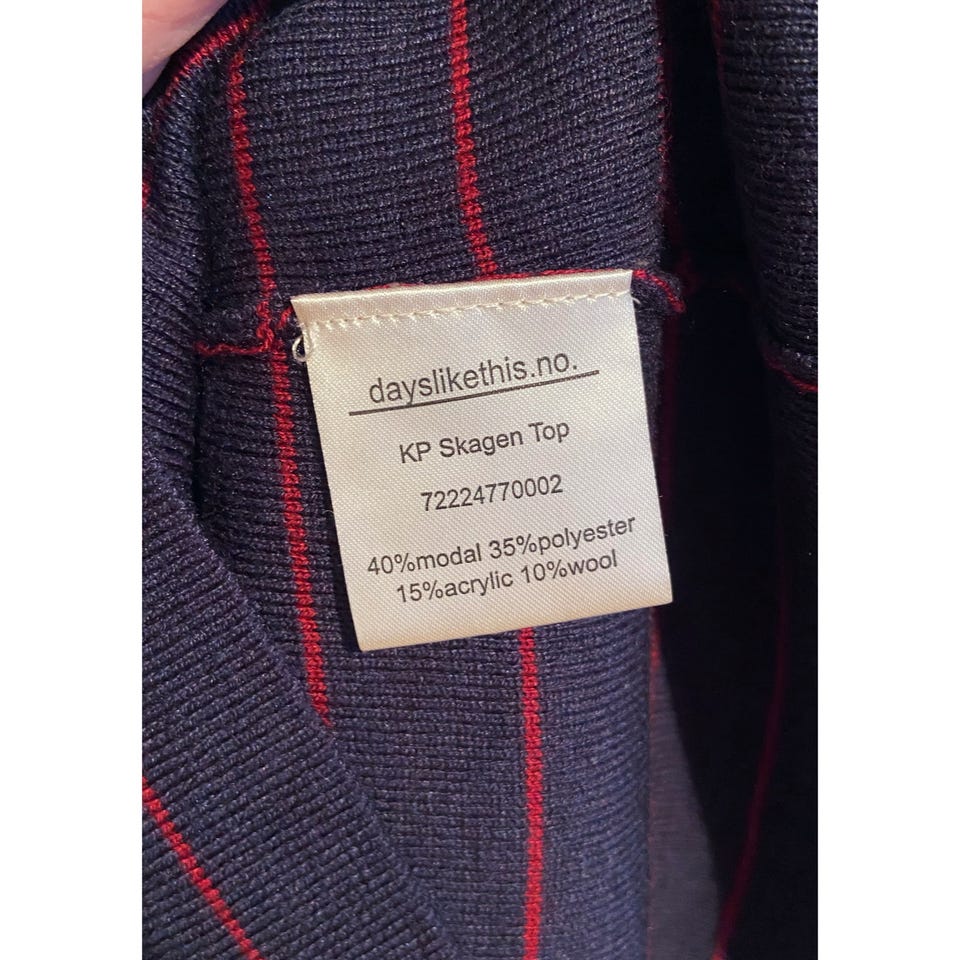 dayslikethis.no.
KP Skagen Top
72224770002
40%modal 35%polyester
15%acrylic 10%wool